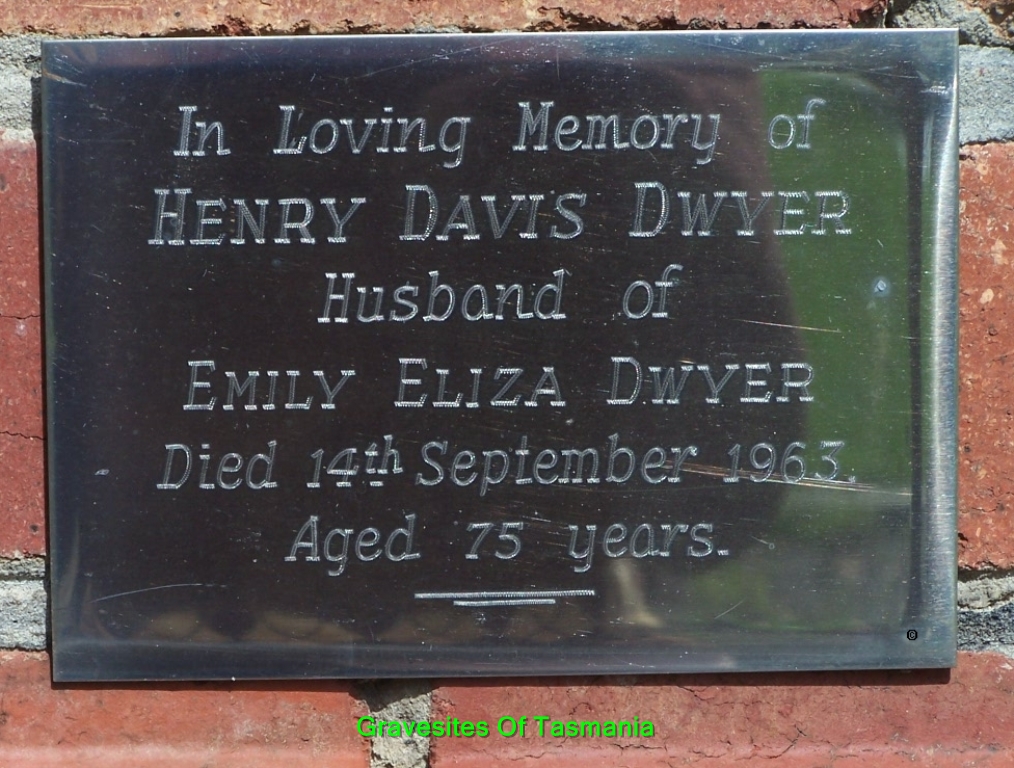 In Loving Memory of
HENRY DAVIS DWYER
Husband of
EMILY ELIZA DWYER
Died 14th September 1963.
Aged 75 years.
©
Gravesites Of Tasmania